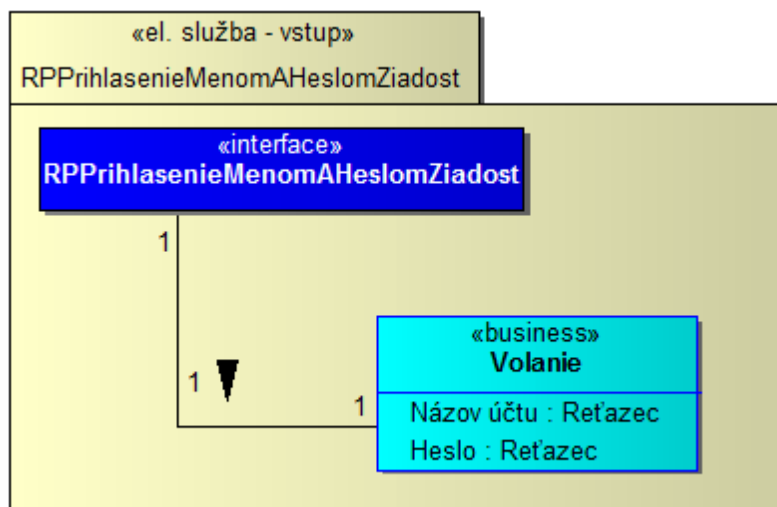 «el. služba - vstup»
RPPrihlasenieMenomAHeslomZiadost
«interface»
RPPrihlasenieMenomAHeslomZiadost
1
1
1
«business»
Volanie
Názov účtu : Reťazec
Heslo : Reťazec